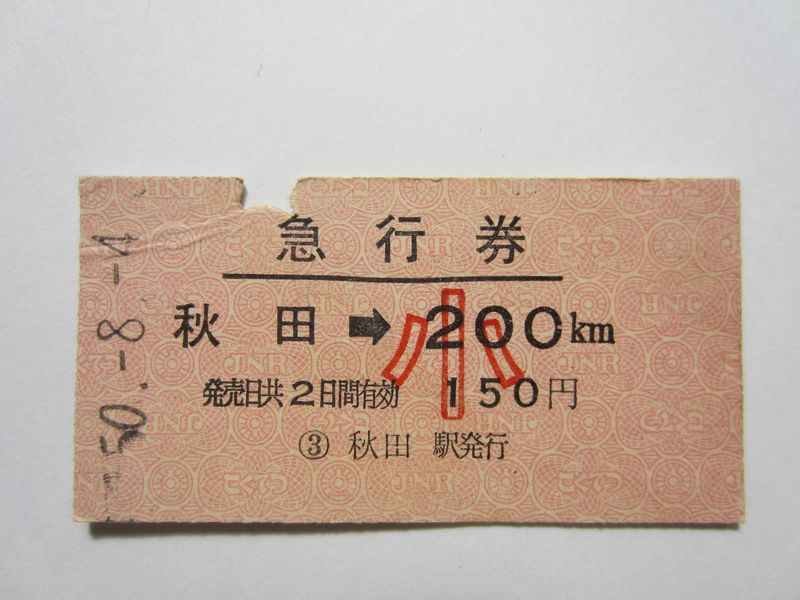 急行券
秋田➡200km
小
発売日共2日間有効 150円
③ 秋田 駅発行
50.-8.-4